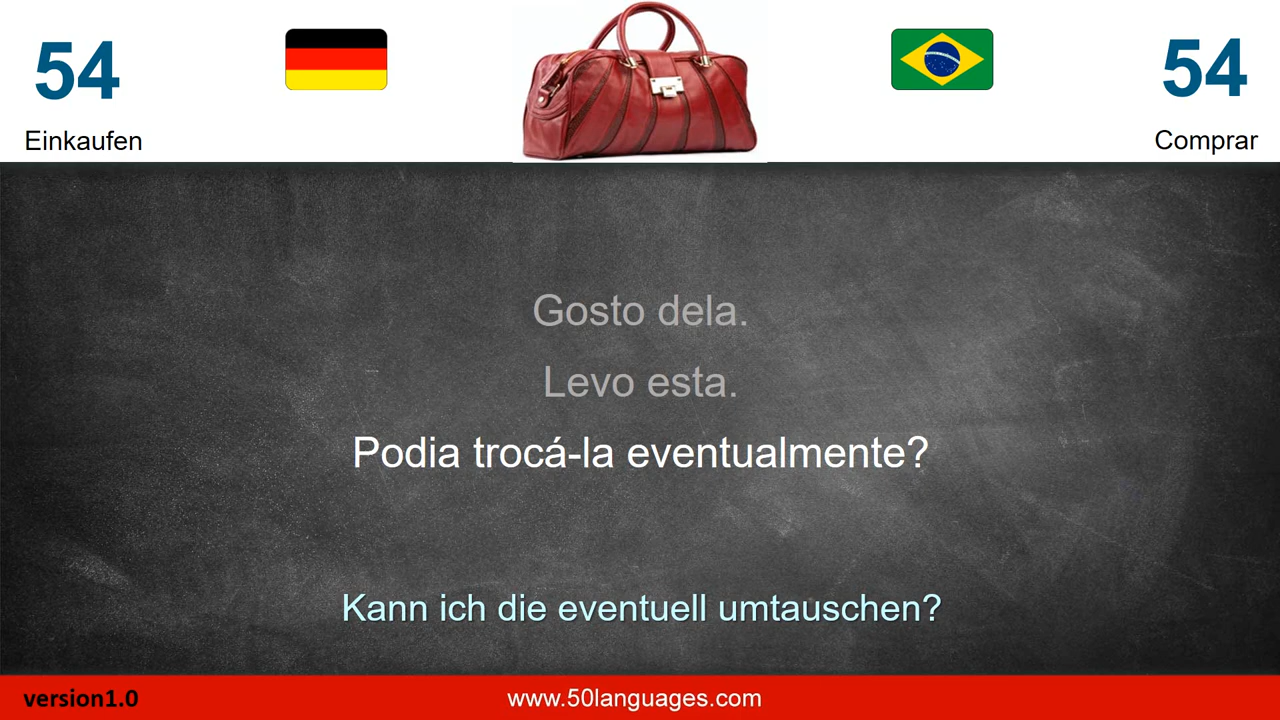 54
54
Einkaufen
Comprar
Gosto dela.
Levo esta.
Podia trocá-la eventualmente?
Kann ich die eventuell umtauschen?
version1.0
www.50languages.com